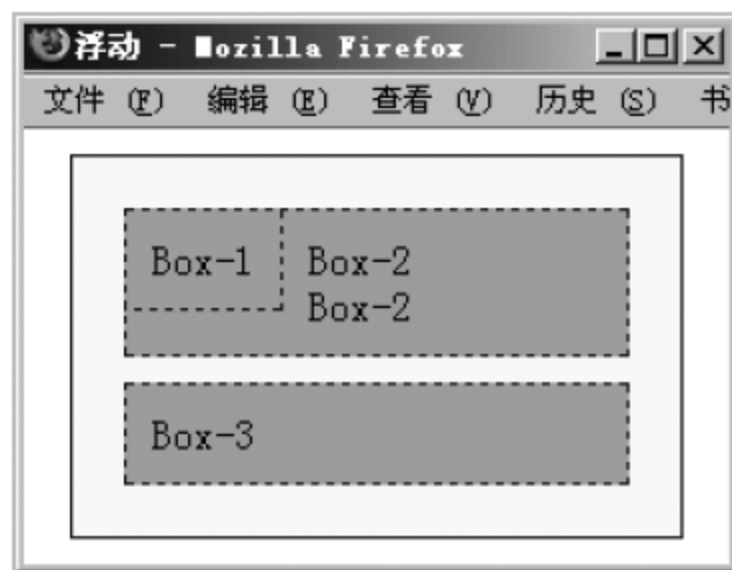 浮动 - Mozilla Firefox
文件 (F) 编辑 (E) 查看 (V) 历史 (S) 书
Box-1
Box-2
Box-2
Box-3